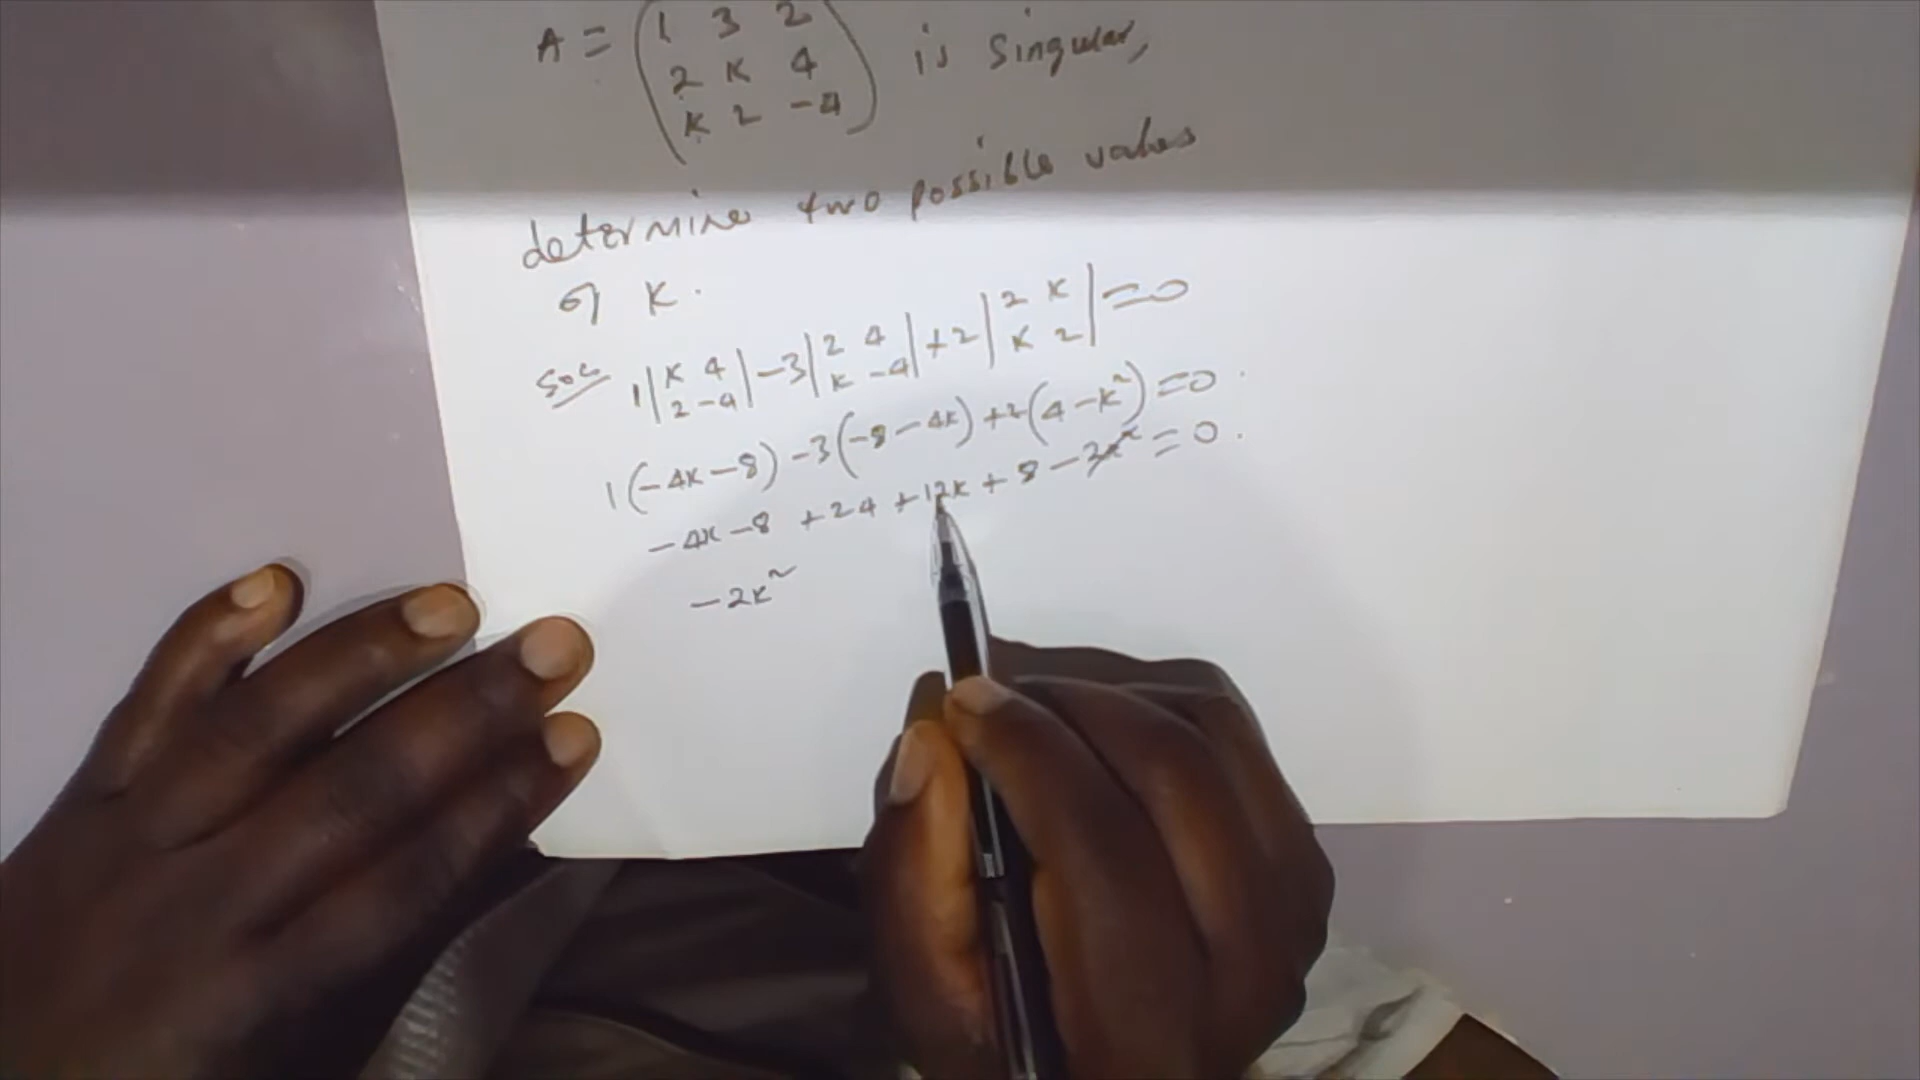 A = (1 3 2
2 K 4
K 2 -4) is singular,
determine two possible values
of K.
Soln 1|K 4
2 -4| -3|2 4
K -4| +2|2 K
K 2| = 0
1(-4K-8) -3(-8-4K) +2(4-K²) = 0.
-4K-8 +24 +12K +8 -2K² = 0.
-2K²